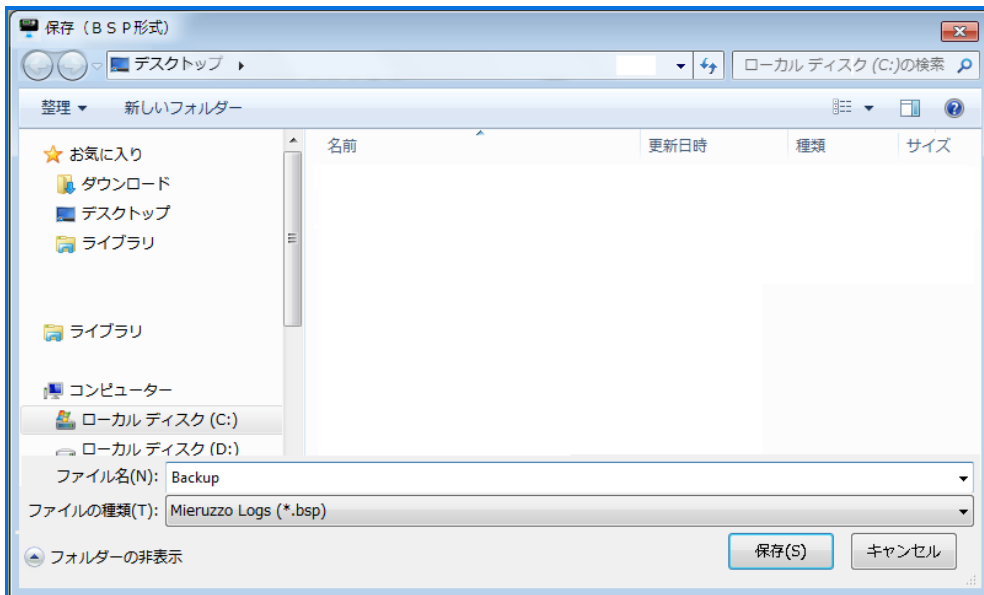 保存(ＢＳＰ形式)
デスクトップ
ローカル ディスク (C:)の検索
整理
新しいフォルダー
名前
更新日時
種類
サイズ
お気に入り
ダウンロード
デスクトップ
ライブラリ
ライブラリ
コンピューター
ローカル ディスク (C:)
ローカル ディスク (D:)
ファイル名(N): Backup
ファイルの種類(T): Mieruzzo Logs (*.bsp)
フォルダーの非表示
保存(S)
キャンセル